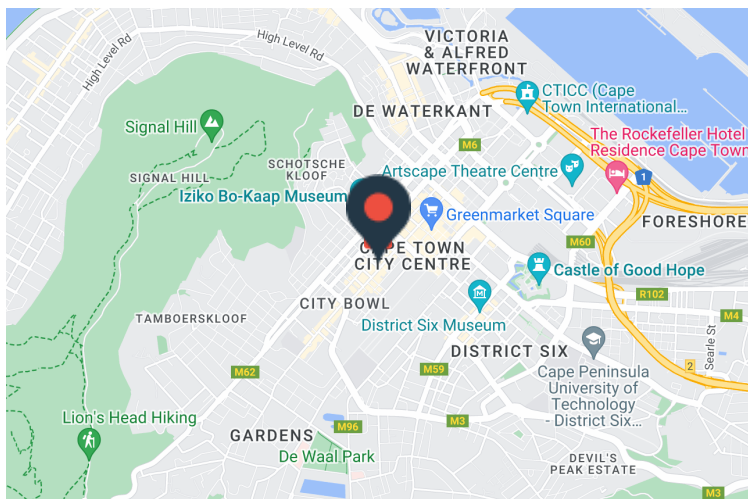 High Level Rd
High Level Rd
VICTORIA
& ALFRED
WATERFRONT
CTICC (Cape
Town International...
DE WATERKANT
Signal Hill
The Rockefeller Hotel
Residence Cape Town
M6
SCHOTSCHE
KLOOF
Artscape Theatre Centre
SIGNAL HILL
1
Iziko Bo-Kaap Museum
Greenmarket Square
FORESHORE
M60
CAPE TOWN
CITY CENTRE
Castle of Good Hope
R102
CITY BOWL
M4
TAMBOERSKLOOF
District Six Museum
Searle St
DISTRICT SIX
M62
M59
2
Cape Peninsula
University of
Technology
- District Six...
Lion's Head Hiking
M96
M3
GARDENS
De Waal Park
DEVIL'S
PEAK ESTATE
M3